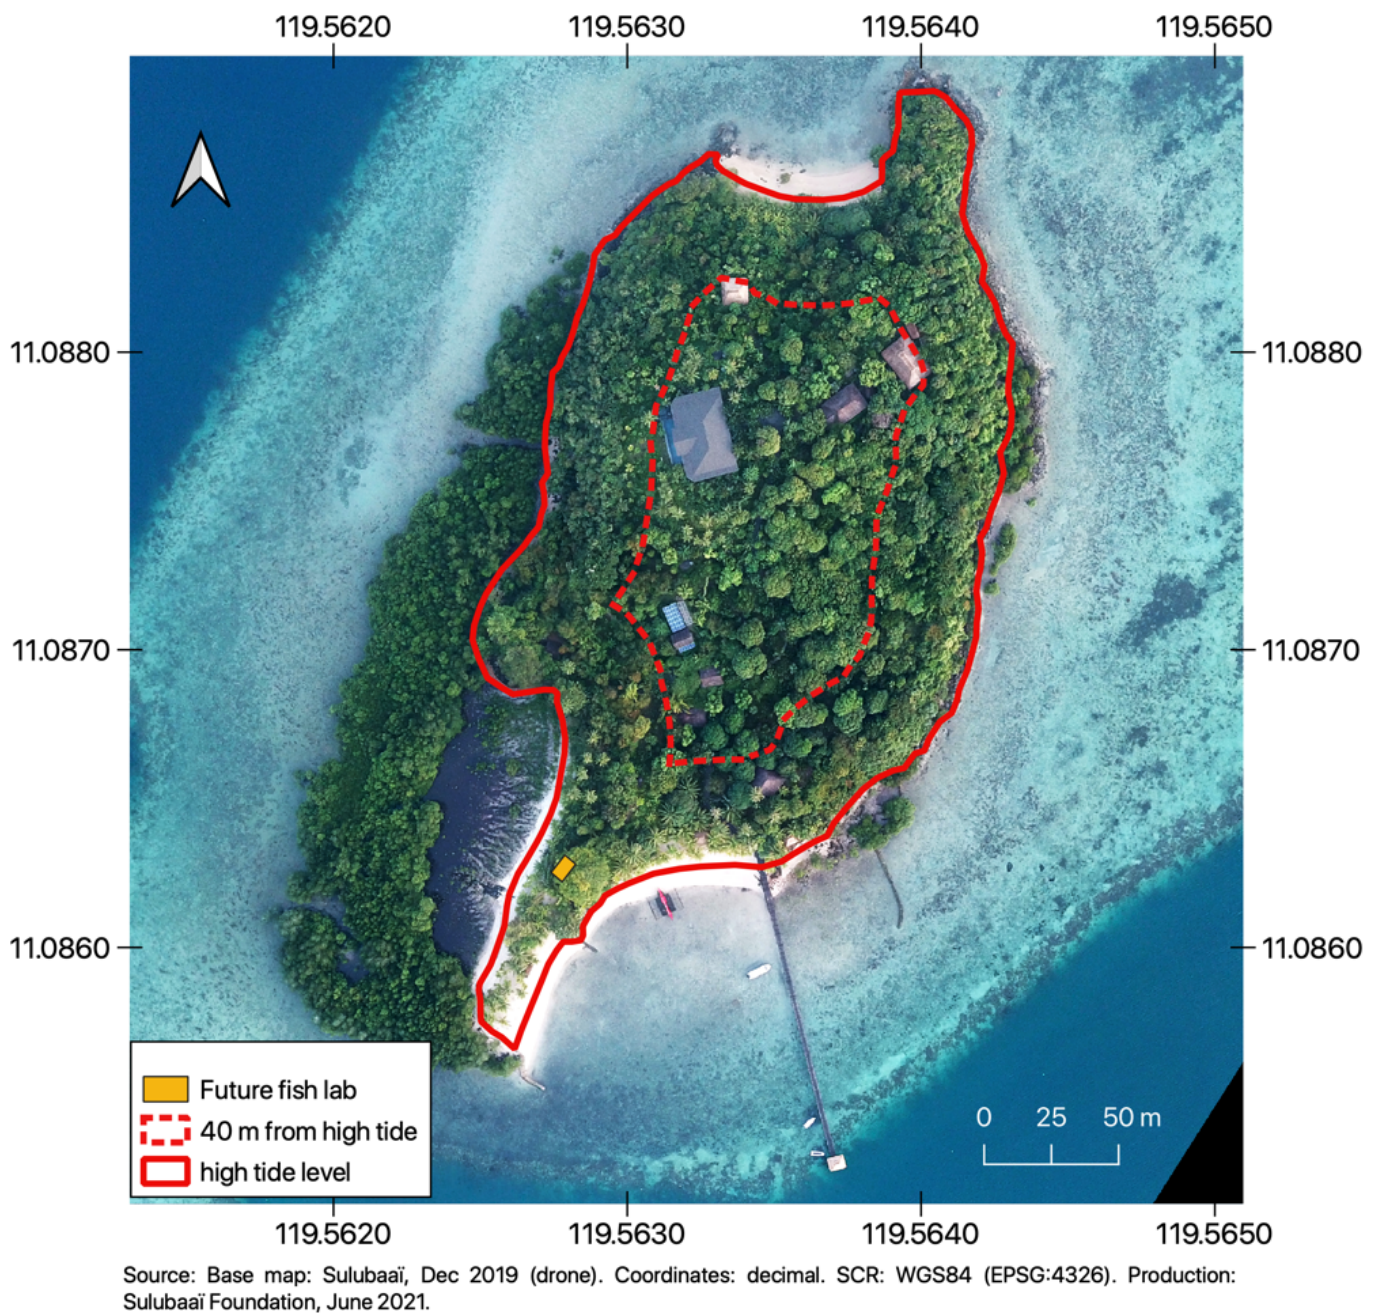 119.5620 119.5630 119.5640 119.5650
11.0880 11.0880
11.0870 11.0870
11.0860 11.0860
Future fish lab
40 m from high tide
high tide level
0 25 50 m
119.5620 119.5630 119.5640 119.5650
Source: Base map: Sulubaaï, Dec 2019 (drone). Coordinates: decimal. SCR: WGS84 (EPSG:4326). Production:
Sulubaaï Foundation, June 2021.